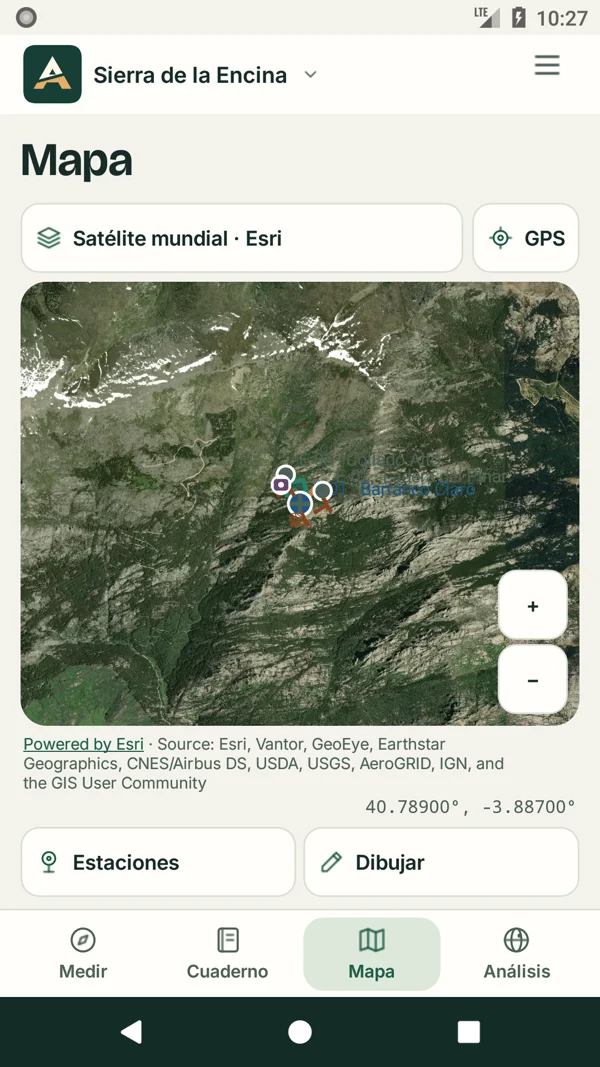 LTE 10:27
Sierra de la Encina
Mapa
Satélite mundial · Esri
GPS
Barranco Claro
+
−
Powered by Esri · Source: Esri, Vantor, GeoEye, Earthstar
Geographics, CNES/Airbus DS, USDA, USGS, AeroGRID, IGN, and
the GIS User Community
40.78900°, -3.88700°
Estaciones
Dibujar
Medir
Cuaderno
Mapa
Análisis